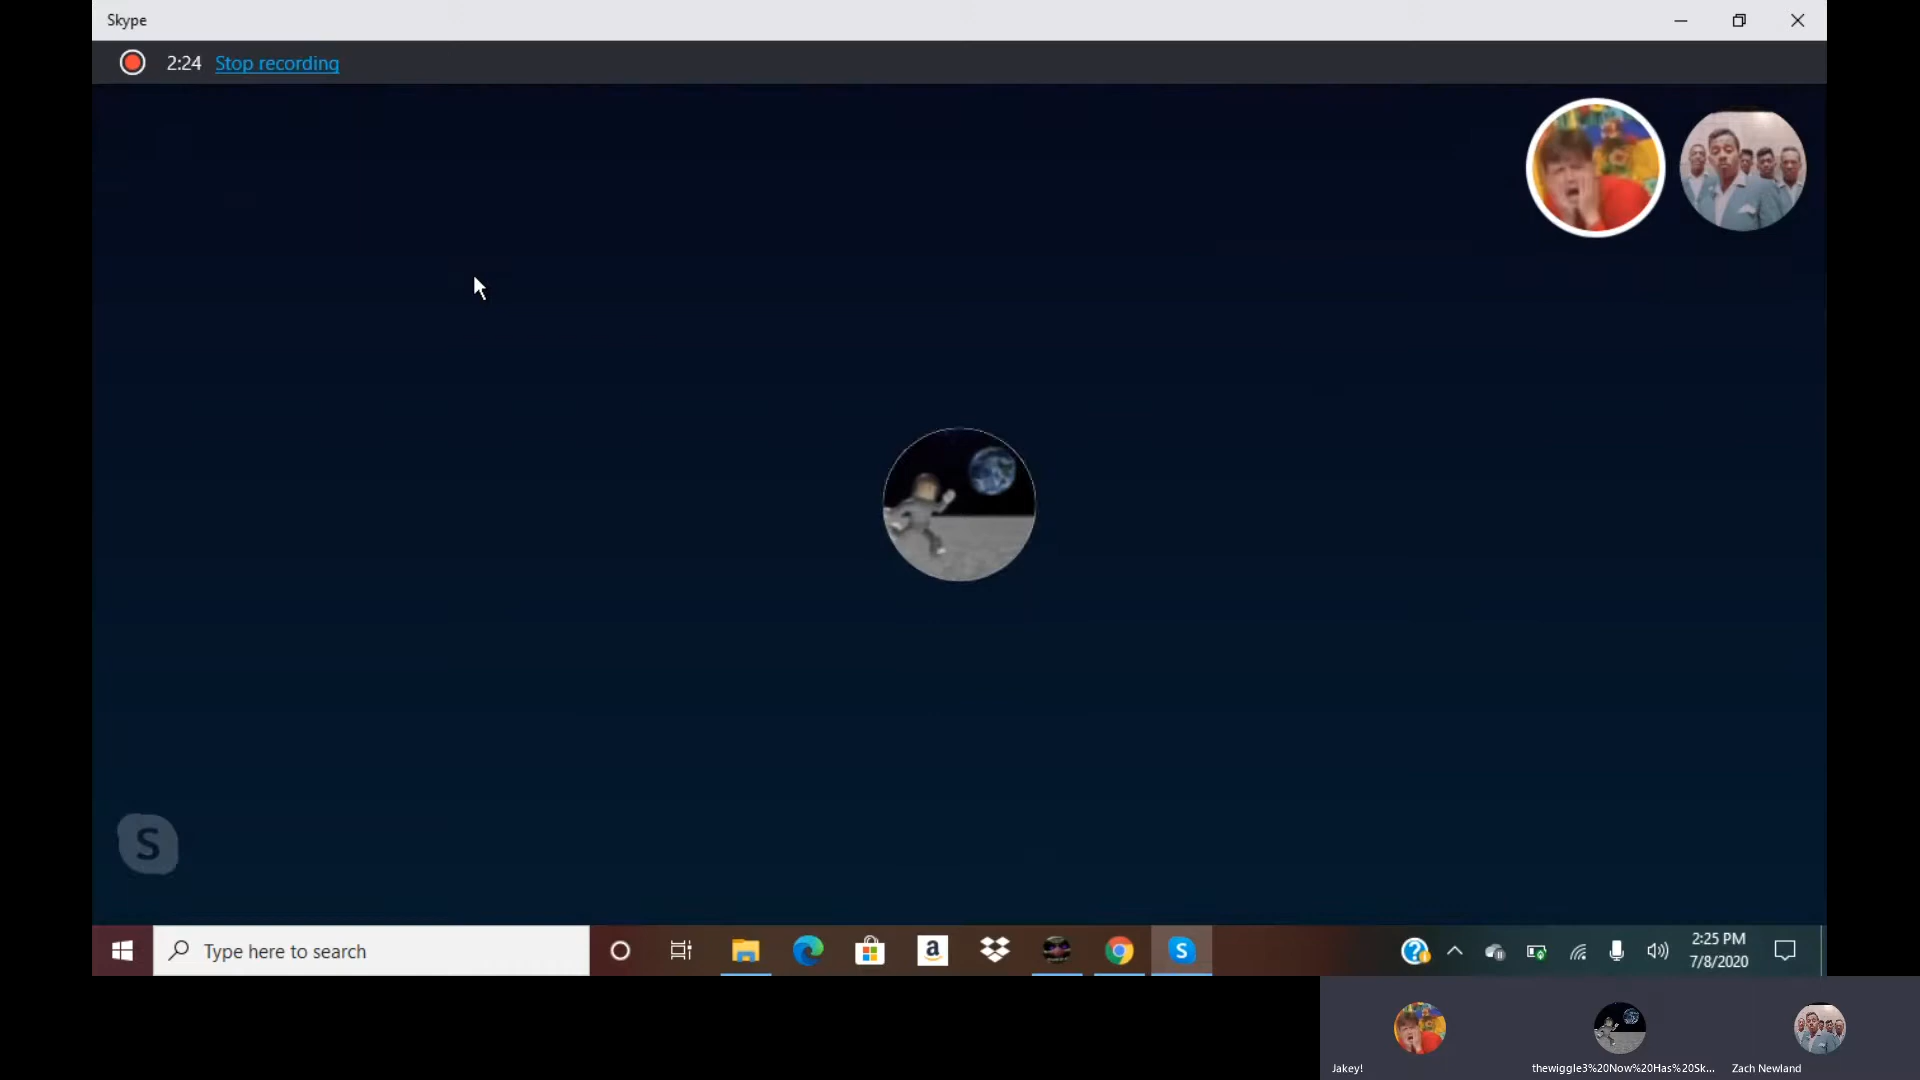 Skype
2:24 Stop recording
S
Type here to search
a
S
2:25 PM
7/8/2020
Jakey!
thewiggle3%20Now%20Has%20Sk...
Zach Newland